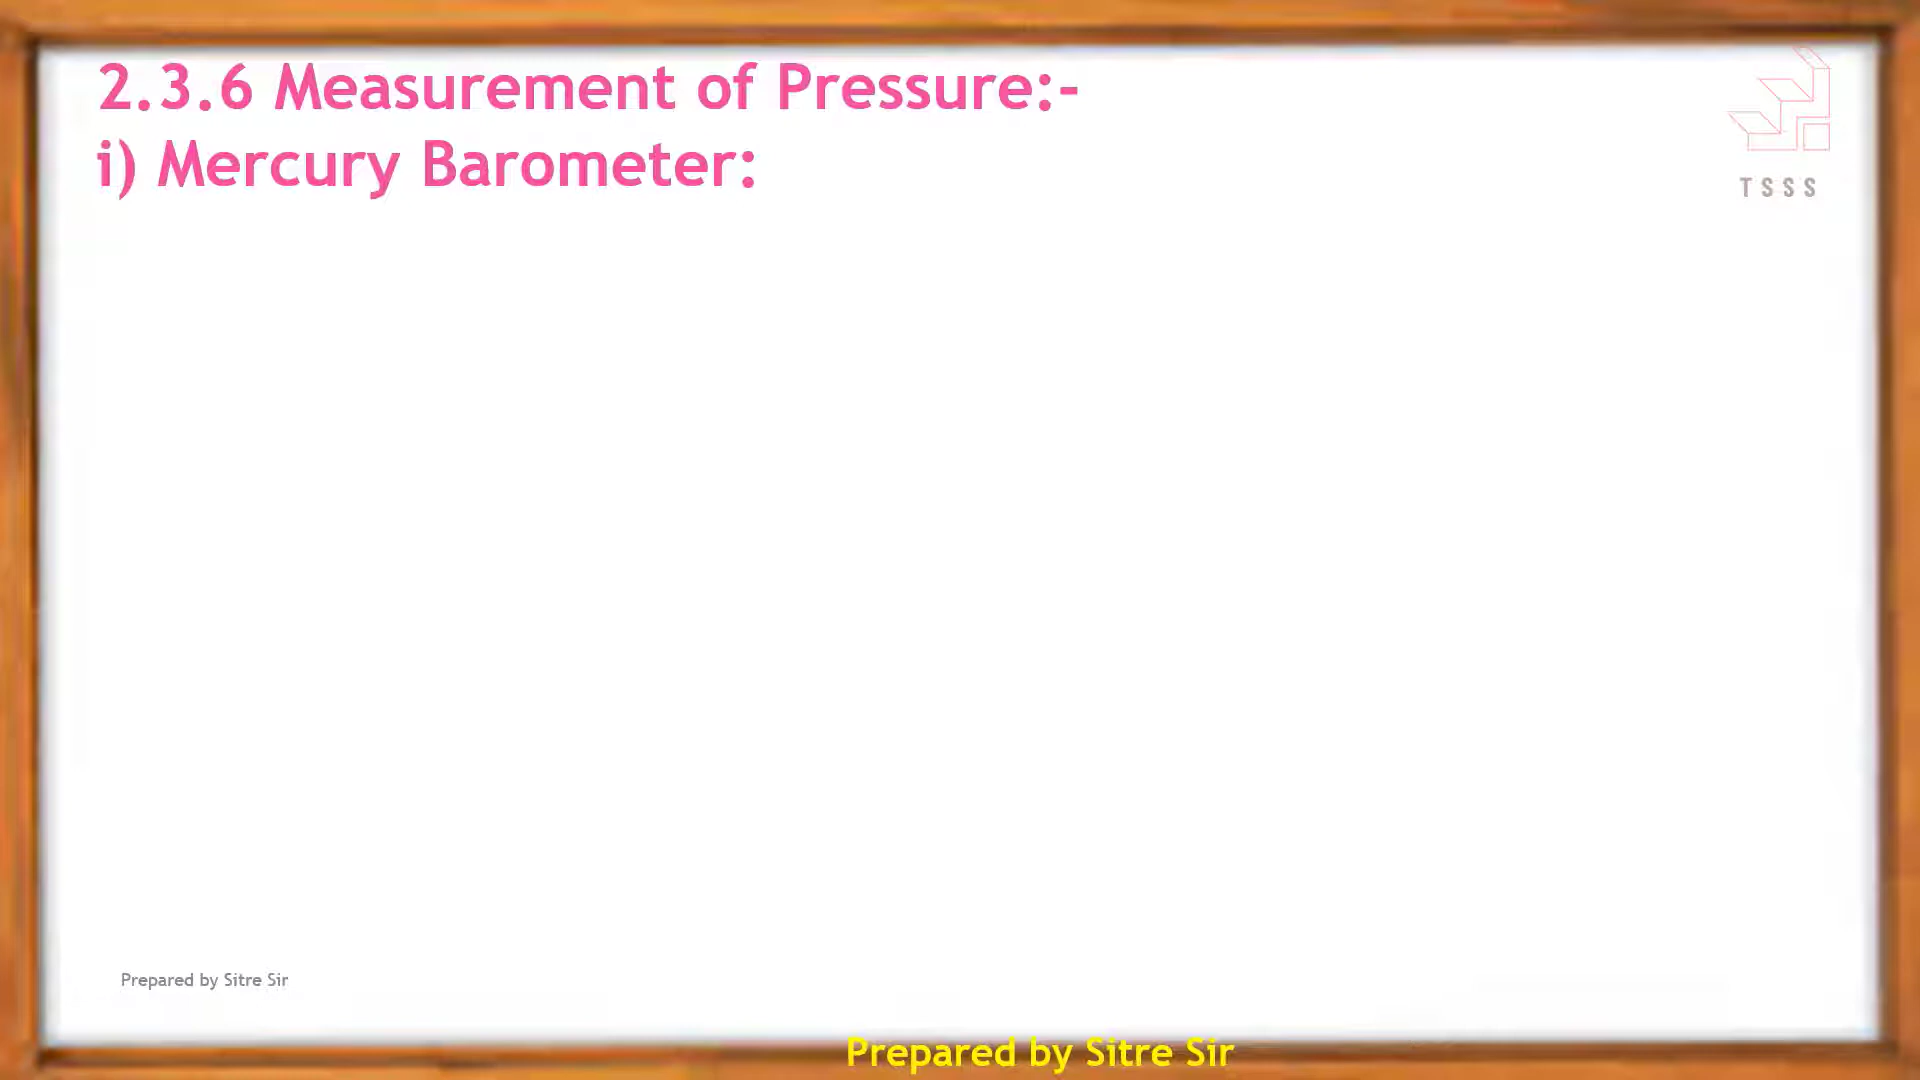 2.3.6 Measurement of Pressure:-
i) Mercury Barometer:
TSSS
Prepared by Sitre Sir
Prepared by Sitre Sir